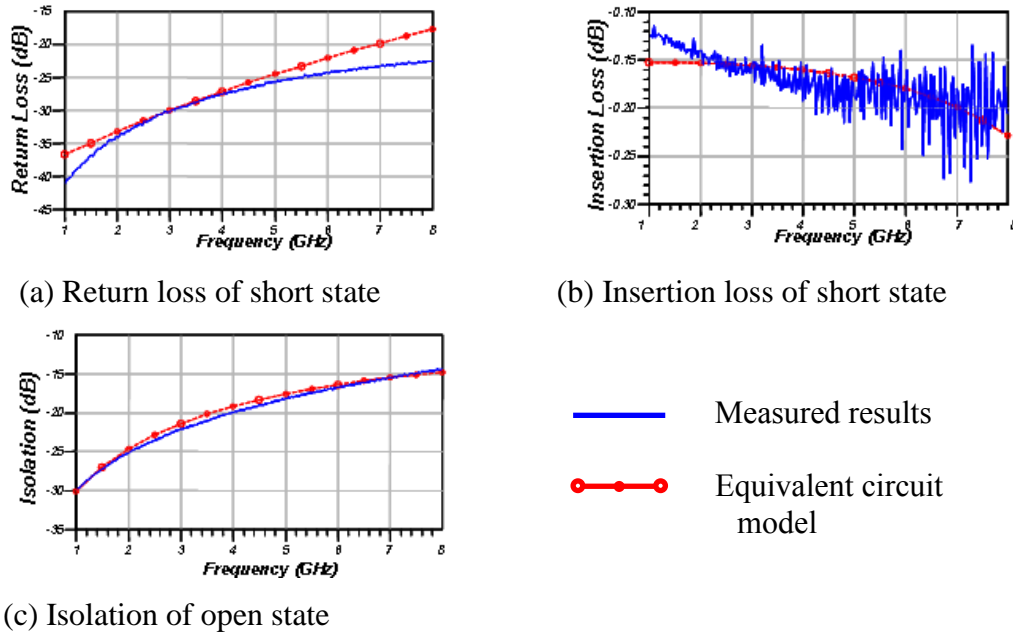 -15
-20
-25
-30
-35
-40
-45
Return Loss (dB)
1 2 3 4 5 6 7 8
Frequency (GHz)
-0.10
-0.15
-0.20
-0.25
-0.30
Insertion Loss (dB)
1 2 3 4 5 6 7 8
Frequency (GHz)
(a) Return loss of short state
(b) Insertion loss of short state
-10
-15
-20
-25
-30
-35
Isolation (dB)
1 2 3 4 5 6 7 8
Frequency (GHz)
Measured results
Equivalent circuit
model
(c) Isolation of open state